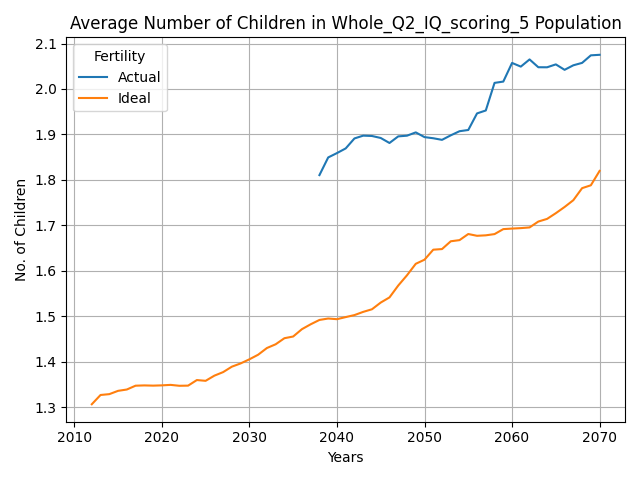 Average Number of Children in Whole_Q2_IQ_scoring_5 Population
Fertility
Actual
Ideal
No. of Children
2.1
2.0
1.9
1.8
1.7
1.6
1.5
1.4
1.3
2010 2020 2030 2040 2050 2060 2070
Years